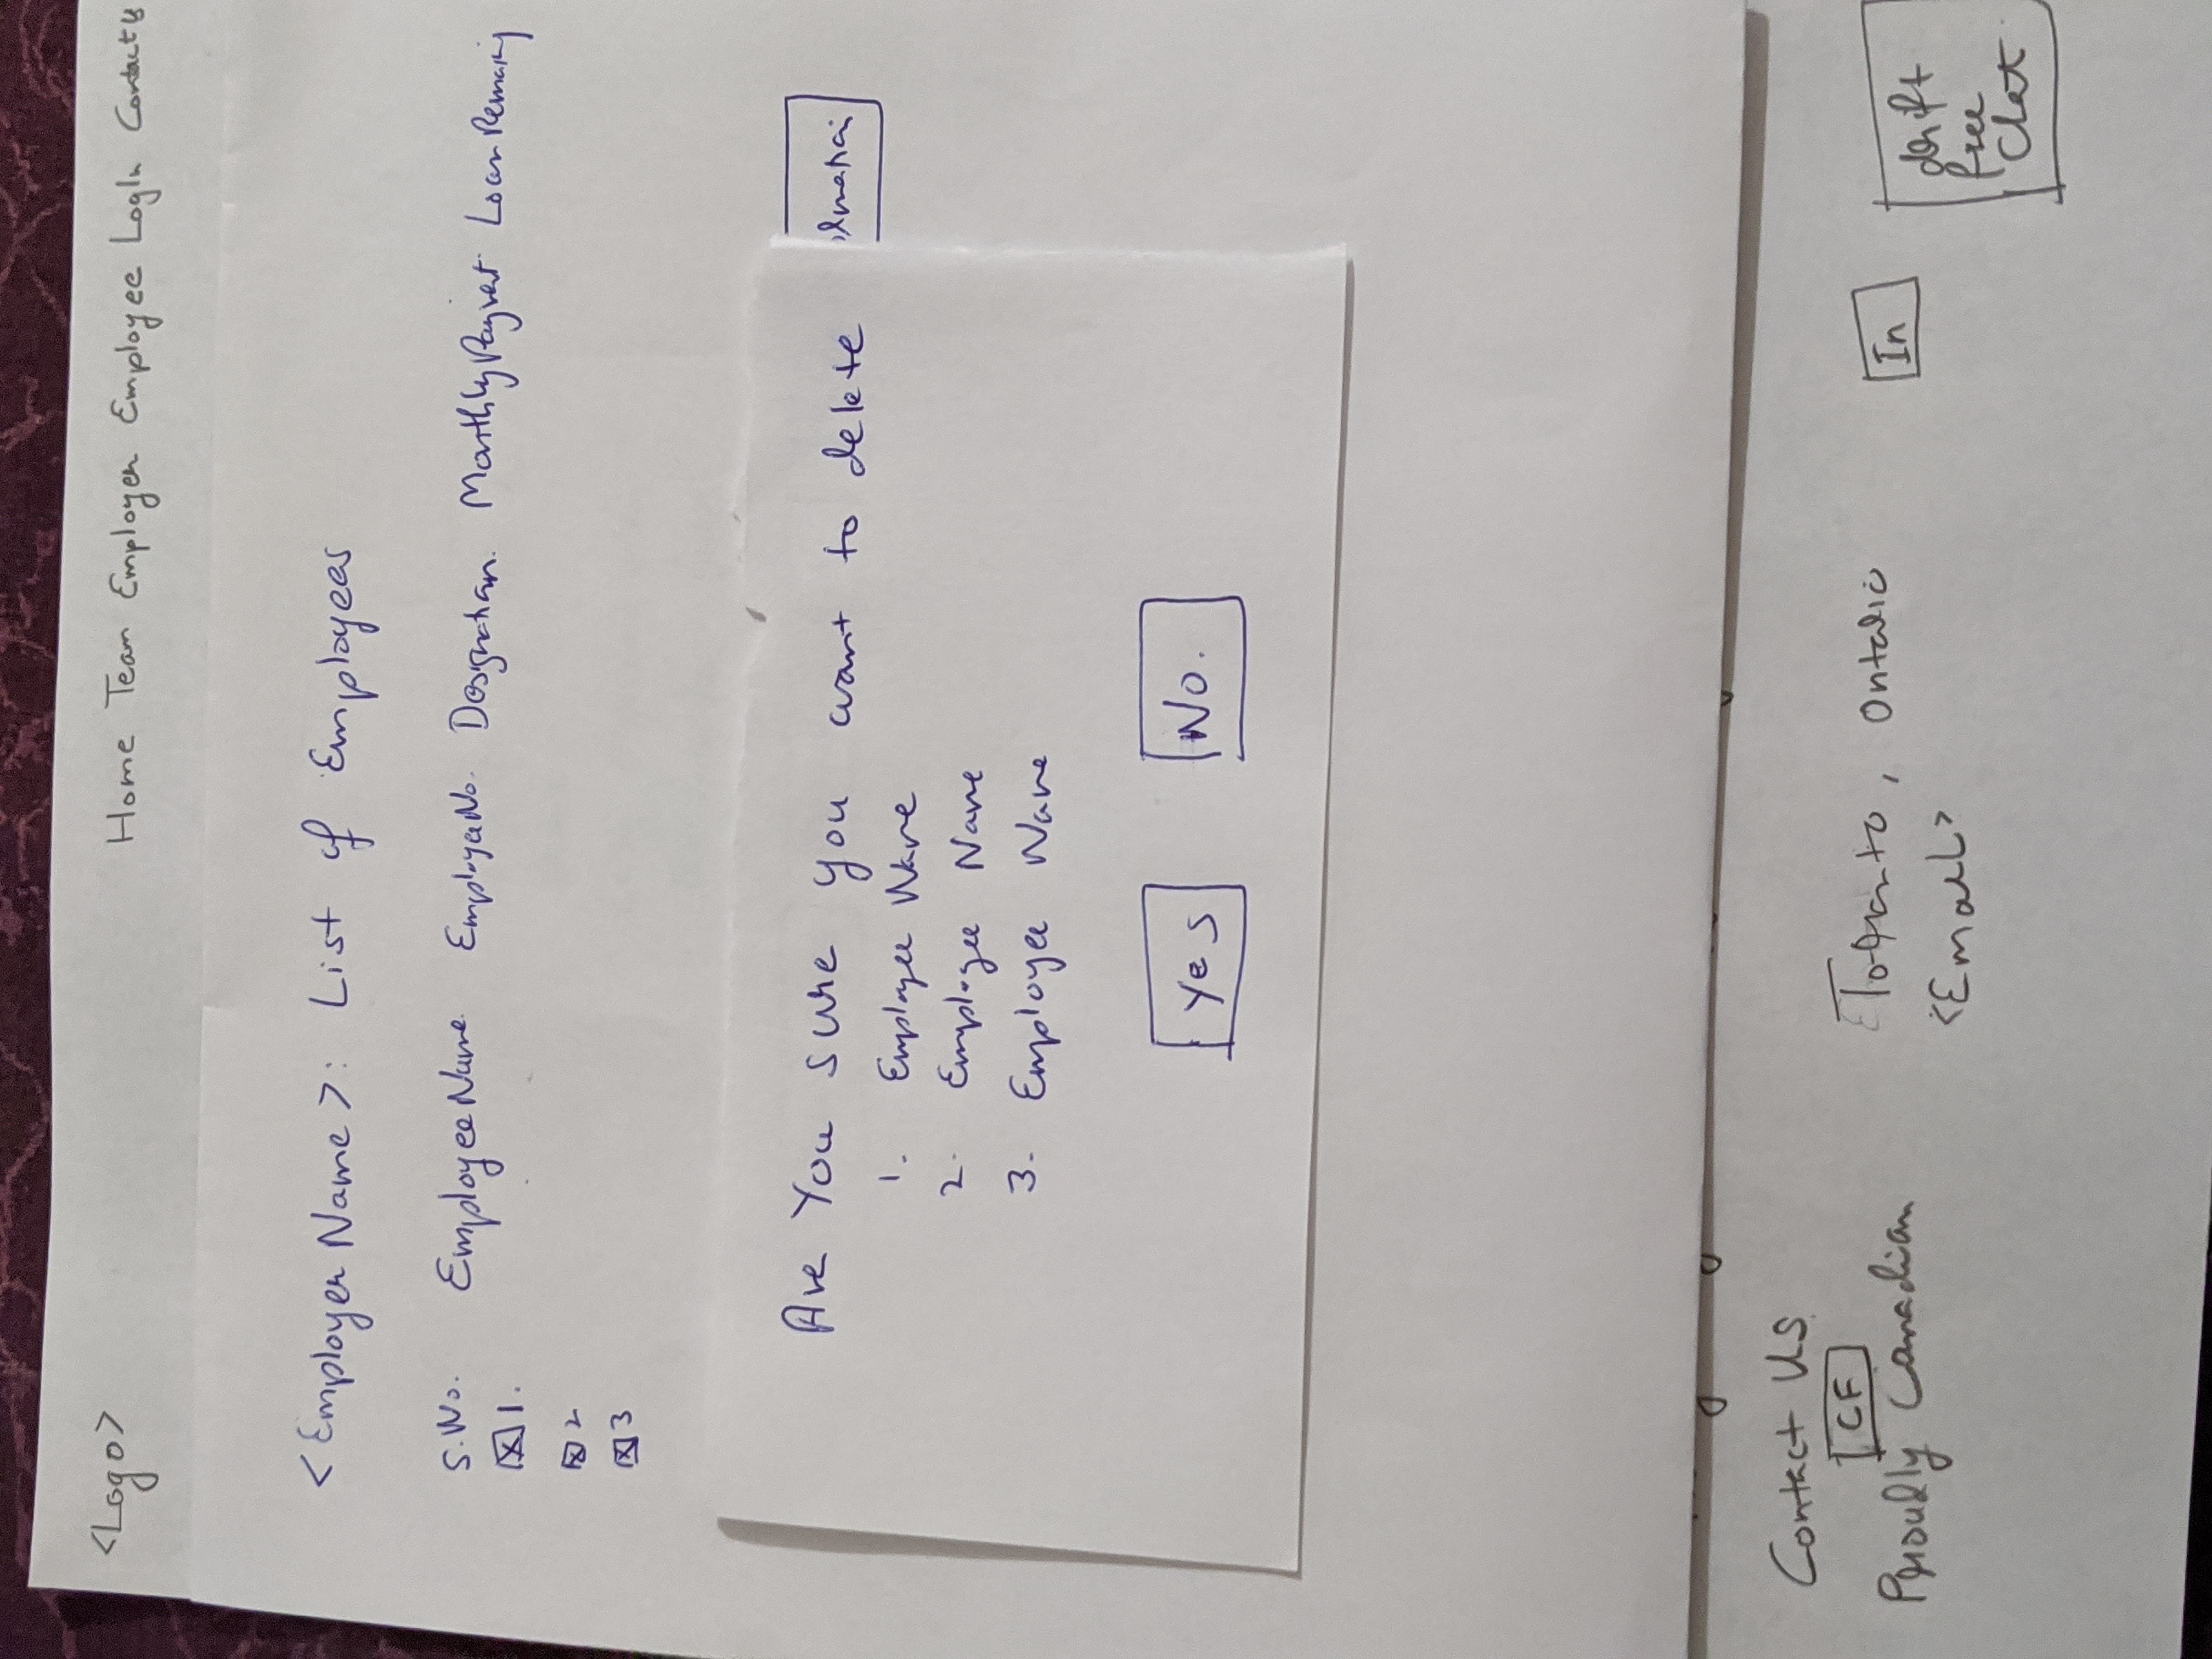 <Logo> Home Team Employer Employee LogIn Contact Us
<Employer Name>: List of Employees
S.No. Employee Name Employee No. Designation. Monthly Payment Loan Remaining
1.
2
3
Are You sure you want to delete
1. Employee Name
2. Employee Name
3. Employee Name
Yes No.
Contact Us
CF
Proudly Canadian
Toronto, Ontario
<Email>
In
drift
free
Chat